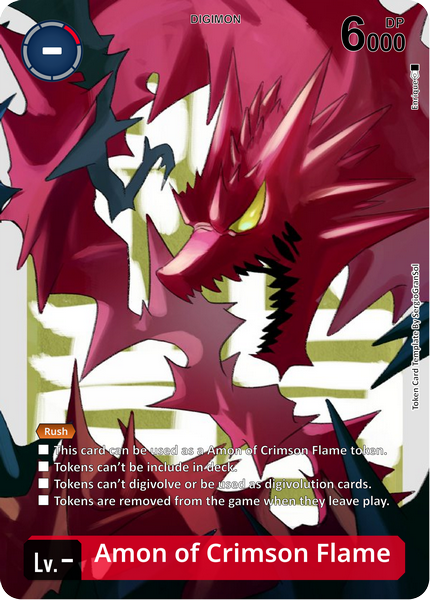 DIGIMON
DP
6000
-
Enrique
Token Card Template By SergioGranSol
Rush
This card can be used as a Amon of Crimson Flame token.
Tokens can't be include in deck.
Tokens can't digivolve or be used as digivolution cards.
Tokens are removed from the game when they leave play.
Lv.-
Amon of Crimson Flame